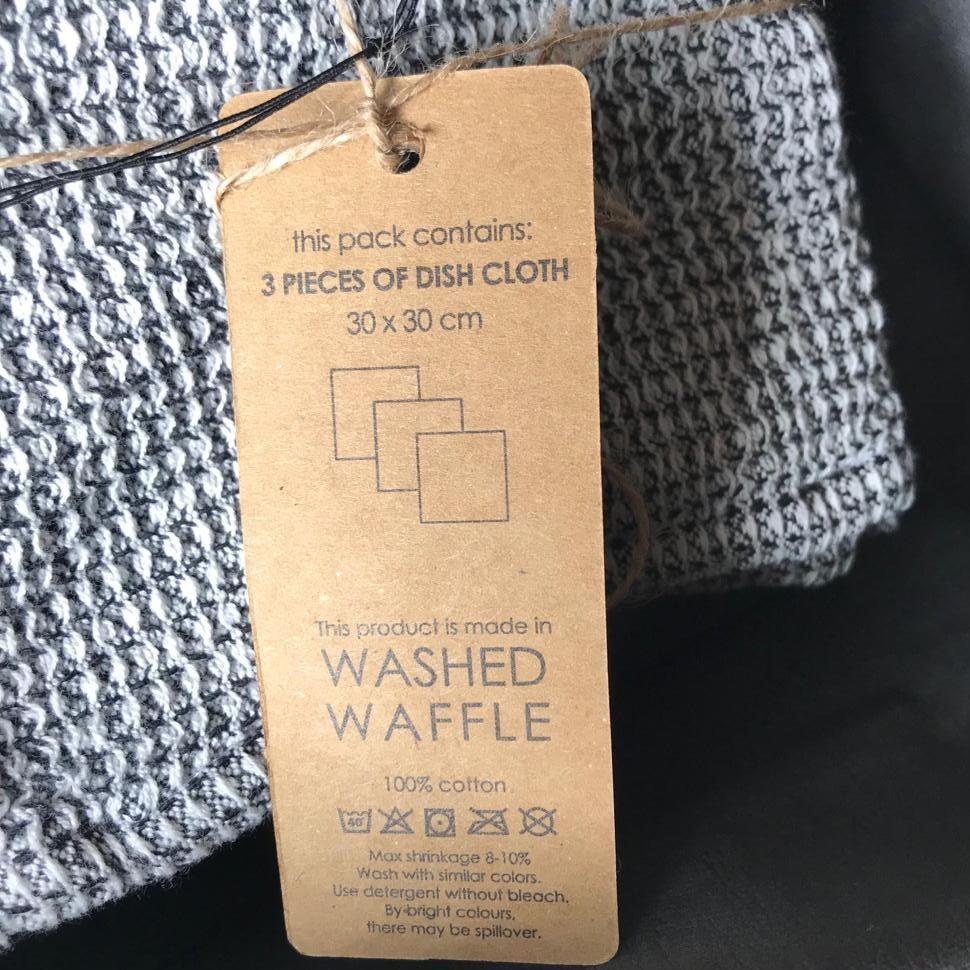 this pack contains:
3 PIECES OF DISH CLOTH
30 x 30 cm
This product is made in
WASHED
WAFFLE
100% cotton
40
Max shrinkage 8-10%
Wash with similar colors.
Use detergent without bleach.
By bright colours,
there may be spillover.